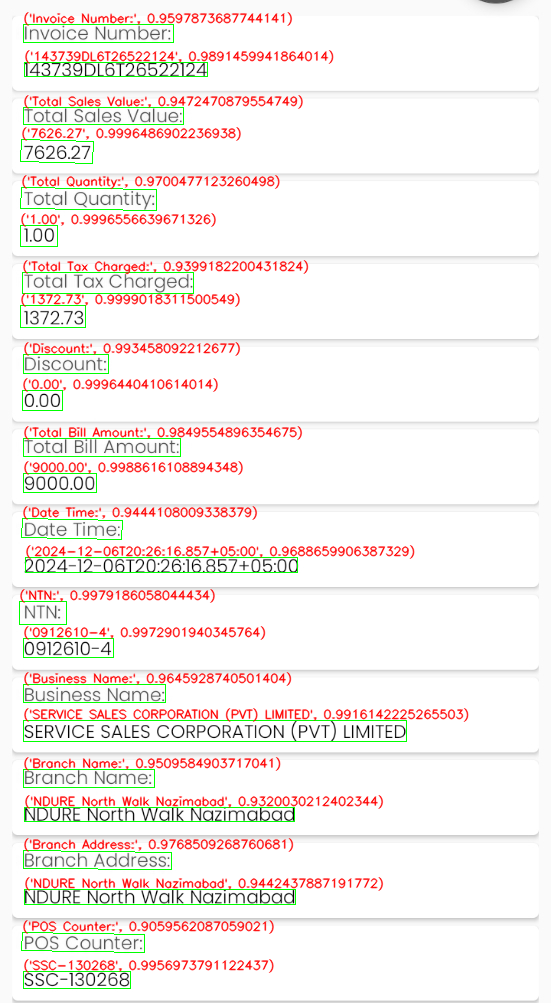 ('Invoice Number:', 0.9597873687744141)
Invoice Number:
('143739DL6T26522124', 0.9891459941864014)
143739DL6T26522124
('Total Sales Value:', 0.9472470879554749)
Total Sales Value:
('7626.27', 0.9996486902236938)
7626.27
('Total Quantity:', 0.9700477123260498)
Total Quantity:
('1.00', 0.9996556639671326)
1.00
('Total Tax Charged:', 0.9399182200431824)
Total Tax Charged:
('1372.73', 0.9999018311500549)
1372.73
('Discount:', 0.993458092212677)
Discount:
('0.00', 0.9996440410614014)
0.00
('Total Bill Amount:', 0.9849554896354675)
Total Bill Amount:
('9000.00', 0.9988616108894348)
9000.00
('Date Time:', 0.9444108009338379)
Date Time:
('2024-12-06T20:26:16.857+05:00', 0.9688659906387329)
2024-12-06T20:26:16.857+05:00
('NTN:', 0.9979186058044434)
NTN:
('0912610-4', 0.9972901940345764)
0912610-4
('Business Name:', 0.9645928740501404)
Business Name:
('SERVICE SALES CORPORATION (PVT) LIMITED', 0.9916142225265503)
SERVICE SALES CORPORATION (PVT) LIMITED
('Branch Name:', 0.9509584903717041)
Branch Name:
('NDURE North Walk Nazimabad', 0.9320030212402344)
NDURE North Walk Nazimabad
('Branch Address:', 0.9768509268760681)
Branch Address:
('NDURE North Walk Nazimabad', 0.9442437887191772)
NDURE North Walk Nazimabad
('POS Counter:', 0.9059562087059021)
POS Counter:
('SSC-130268', 0.9956973791122437)
SSC-130268